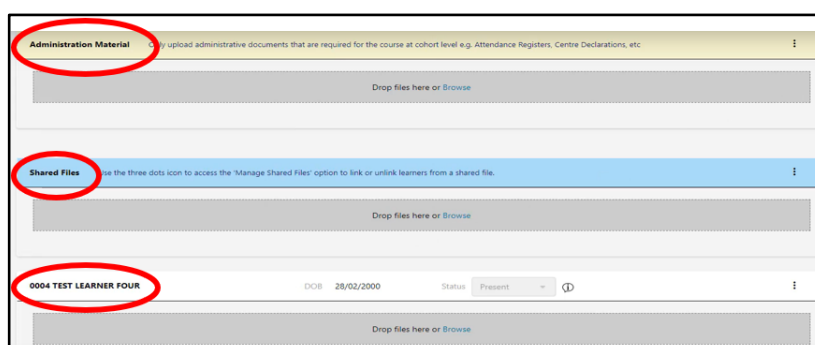 Administration Material Only upload administrative documents that are required for the course at cohort level e.g. Attendance Registers, Centre Declarations, etc
Drop files here or Browse
Shared Files Use the three dots icon to access the 'Manage Shared Files' option to link or unlink learners from a shared file.
Drop files here or Browse
0004 TEST LEARNER FOUR DOB 28/02/2000 Status Present
Drop files here or Browse